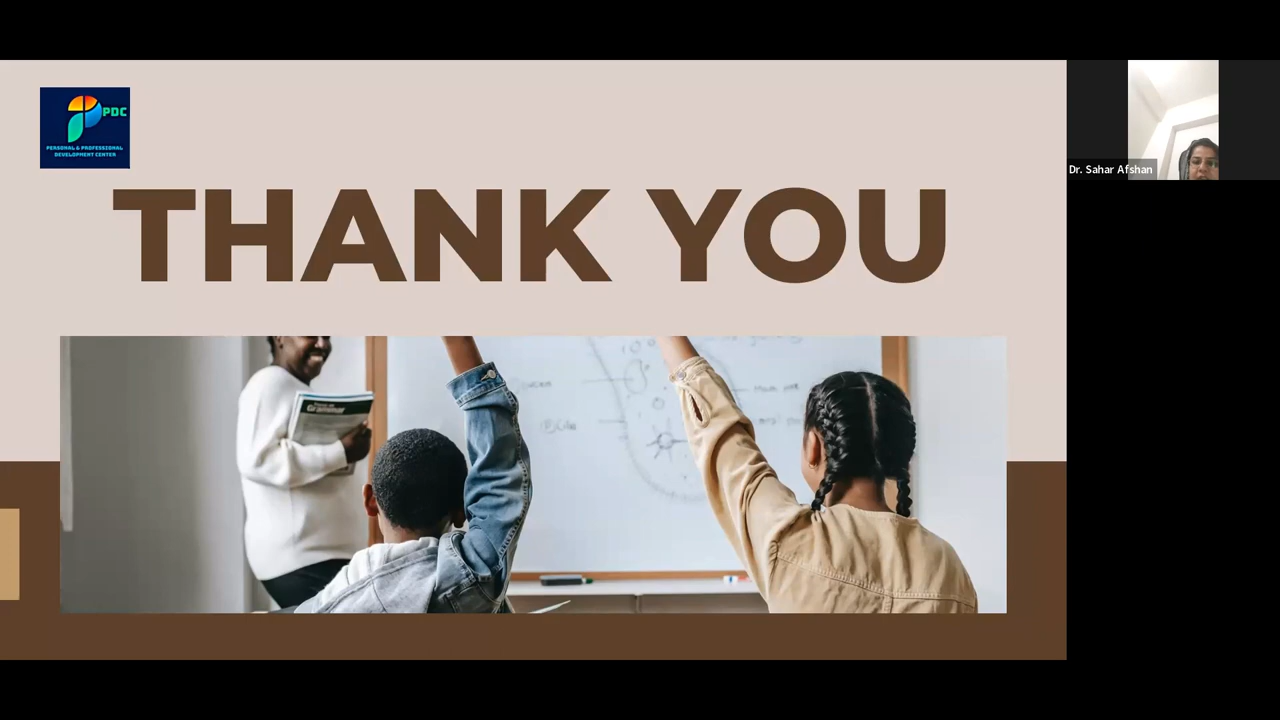 PDC
PERSONAL & PROFESSIONAL
DEVELOPMENT CENTER
THANK YOU
Dr. Sahar Afshan
Grammar